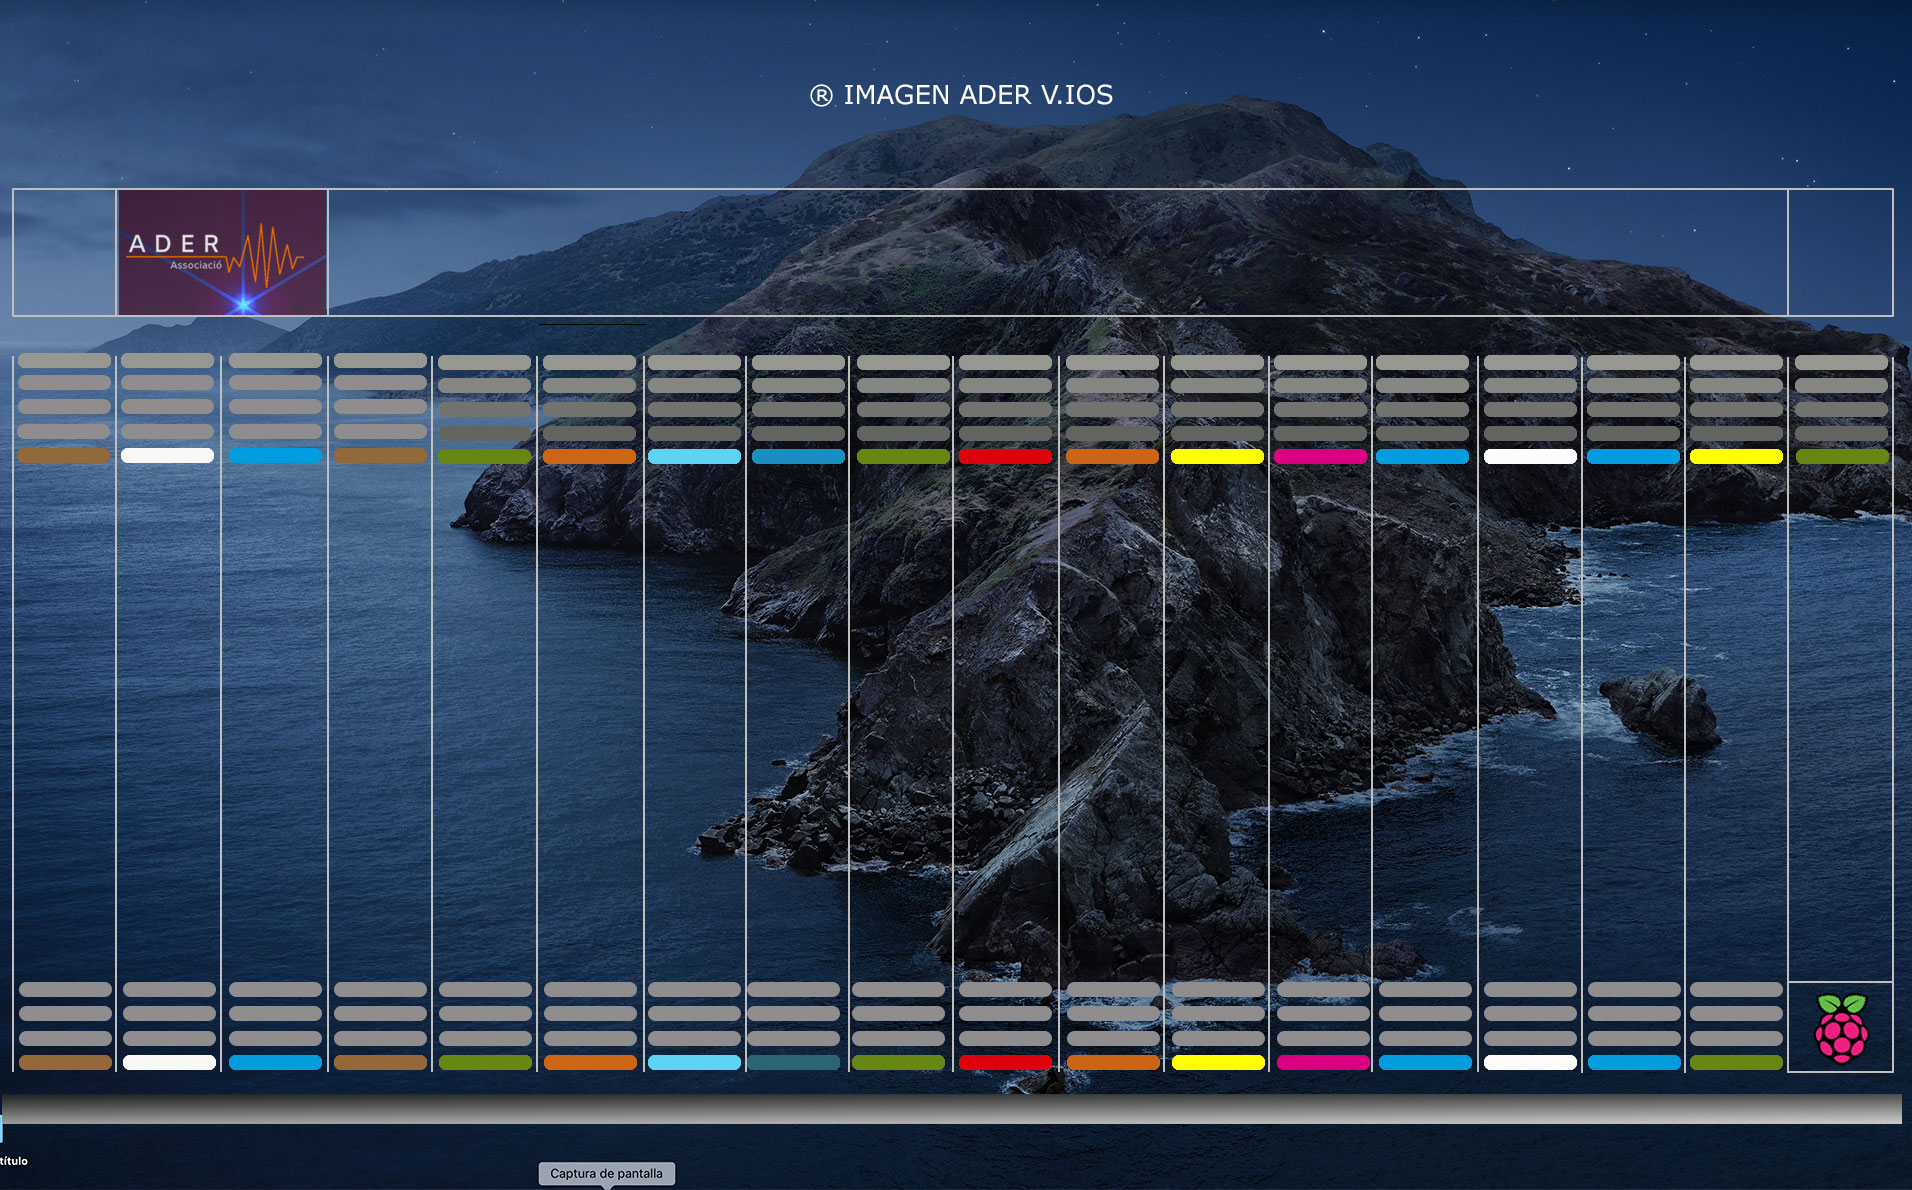 ® IMAGEN ADER V.IOS
ADER
Associació
título
Captura de pantalla